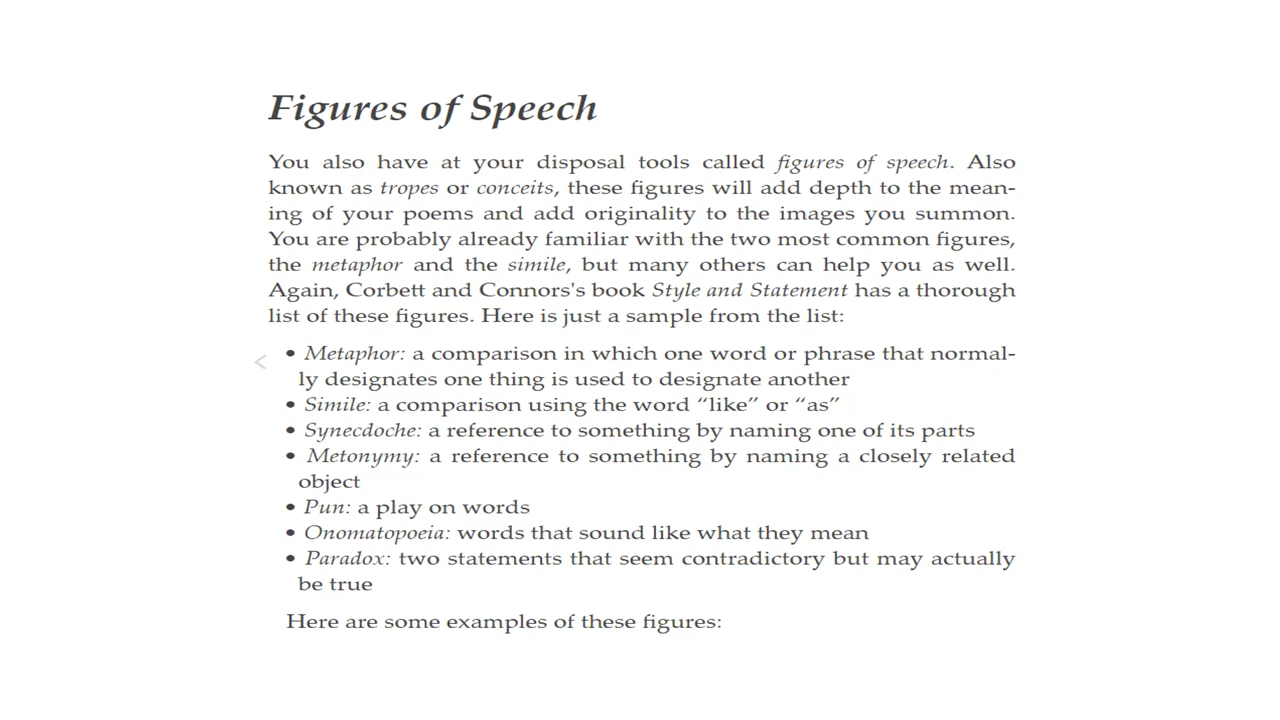 Figures of Speech
You also have at your disposal tools called figures of speech. Also
known as tropes or conceits, these figures will add depth to the mean-
ing of your poems and add originality to the images you summon.
You are probably already familiar with the two most common figures,
the metaphor and the simile, but many others can help you as well.
Again, Corbett and Connors's book Style and Statement has a thorough
list of these figures. Here is just a sample from the list:
• Metaphor: a comparison in which one word or phrase that normal-
ly designates one thing is used to designate another
• Simile: a comparison using the word “like” or “as”
• Synecdoche: a reference to something by naming one of its parts
• Metonymy: a reference to something by naming a closely related
object
• Pun: a play on words
• Onomatopoeia: words that sound like what they mean
• Paradox: two statements that seem contradictory but may actually
be true
Here are some examples of these figures: